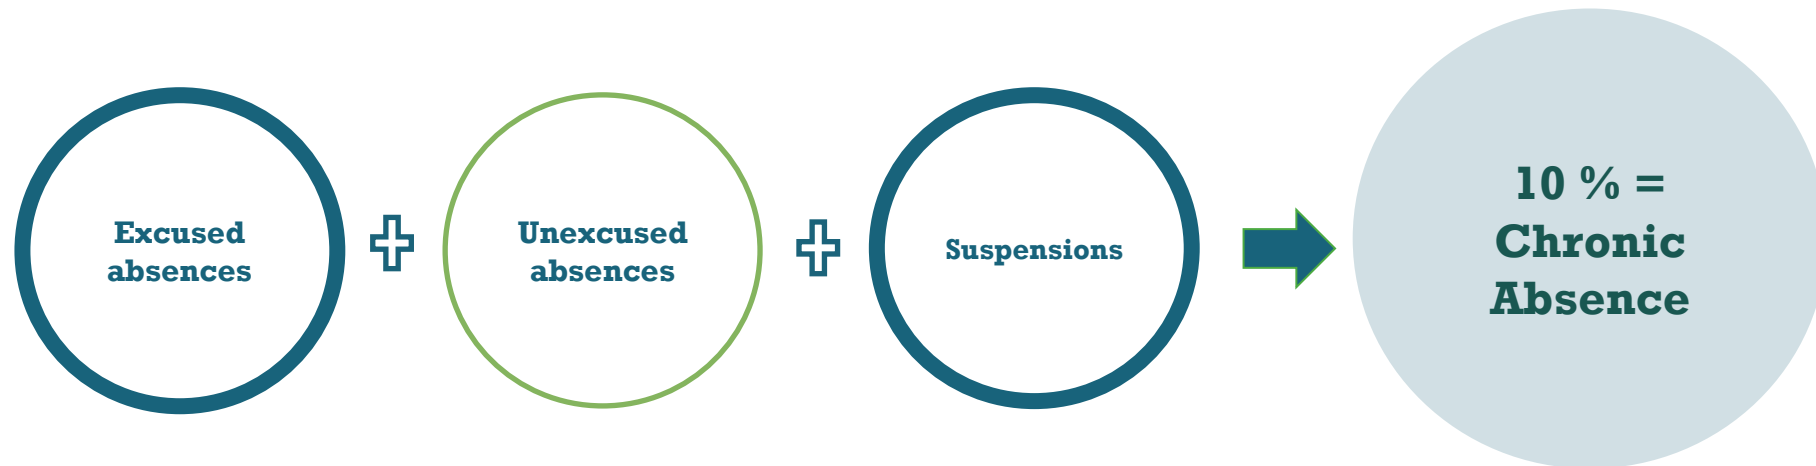 Excused
absences
Unexcused
absences
Suspensions
10 % =
Chronic
Absence